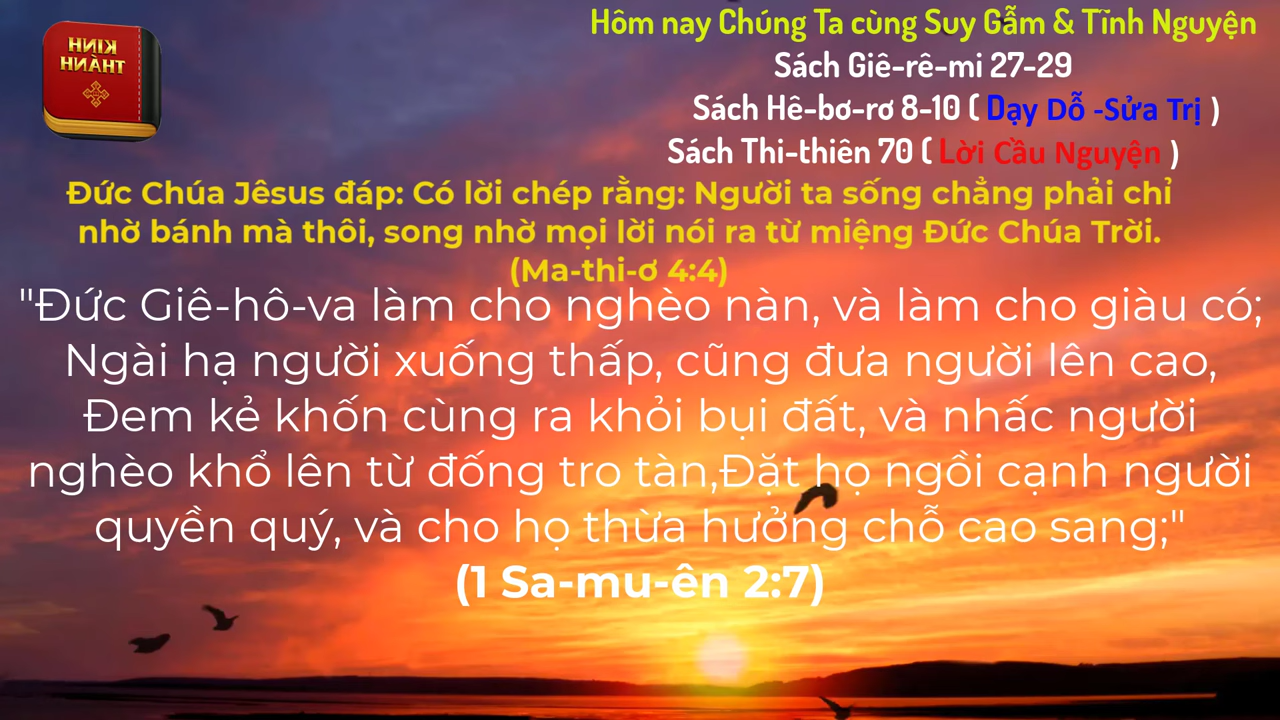 KINH
THÁNH
Hôm nay Chúng Ta cùng Suy Gẫm & Tĩnh Nguyện
Sách Giê-rê-mi 27-29
Sách Hê-bơ-rơ 8-10 ( Dạy Dỗ -Sửa Trị )
Sách Thi-thiên 70 ( Lời Cầu Nguyện )
Đức Chúa Jêsus đáp: Có lời chép rằng: Người ta sống chẳng phải chỉ
nhờ bánh mà thôi, song nhờ mọi lời nói ra từ miệng Đức Chúa Trời.
(Ma-thi-ơ 4:4)
"Đức Giê-hô-va làm cho nghèo nàn, và làm cho giàu có;
Ngài hạ người xuống thấp, cũng đưa người lên cao,
Đem kẻ khốn cùng ra khỏi bụi đất, và nhấc người
nghèo khổ lên từ đống tro tàn,Đặt họ ngồi cạnh người
quyền quý, và cho họ thừa hưởng chỗ cao sang;"
(1 Sa-mu-ên 2:7)